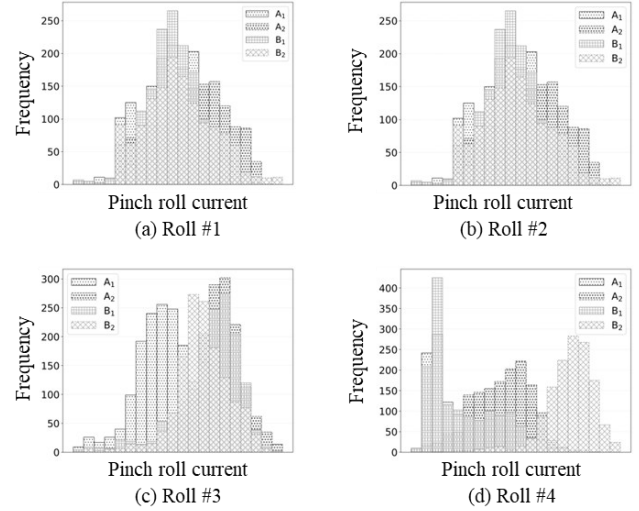 Frequency
250
200
150
100
50
0
A₁
A₂
B₁
B₂
Pinch roll current
(a) Roll #1
Frequency
250
200
150
100
50
0
A₁
A₂
B₁
B₂
Pinch roll current
(b) Roll #2
Frequency
300
250
200
150
100
50
0
A₁
A₂
B₁
B₂
Pinch roll current
(c) Roll #3
Frequency
400
350
300
250
200
150
100
50
0
A₁
A₂
B₁
B₂
Pinch roll current
(d) Roll #4